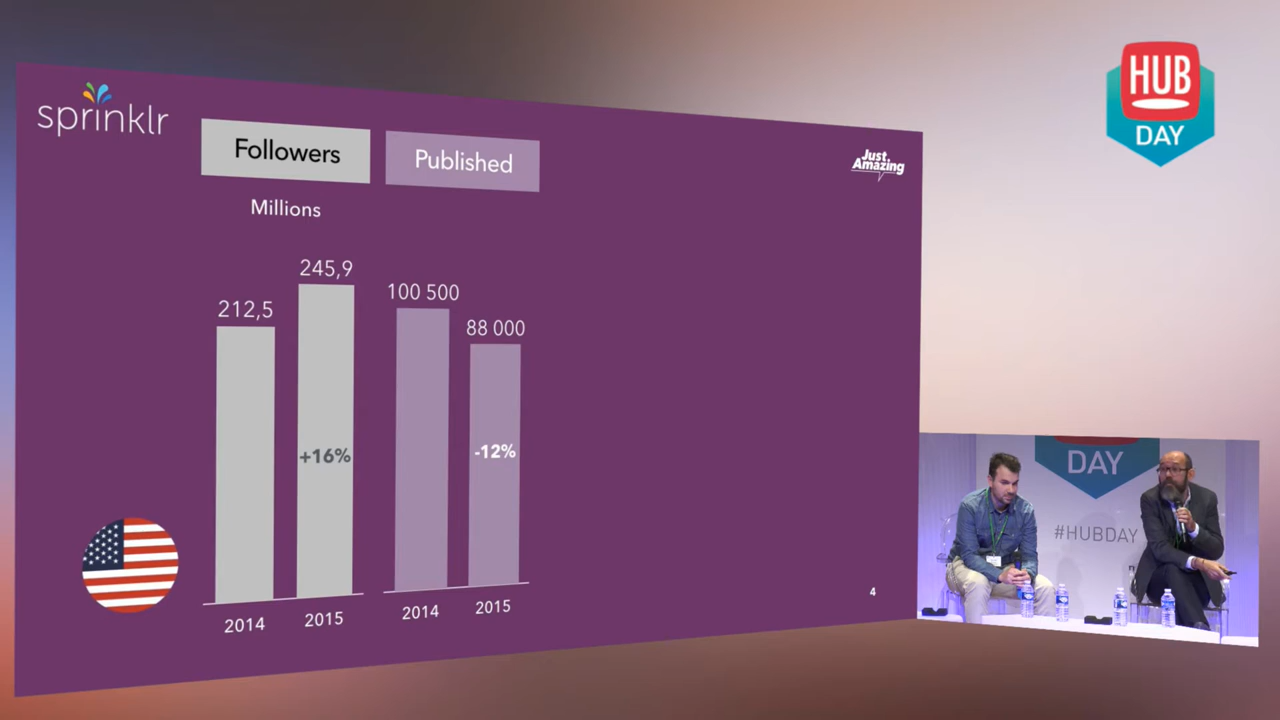 sprinklr
Followers
Published
Just
Amazing
Millions
212,5
245,9
100 500
88 000
+16%
-12%
2014
2015
2014
2015
4
HUB
DAY
DAY
#HUBDAY